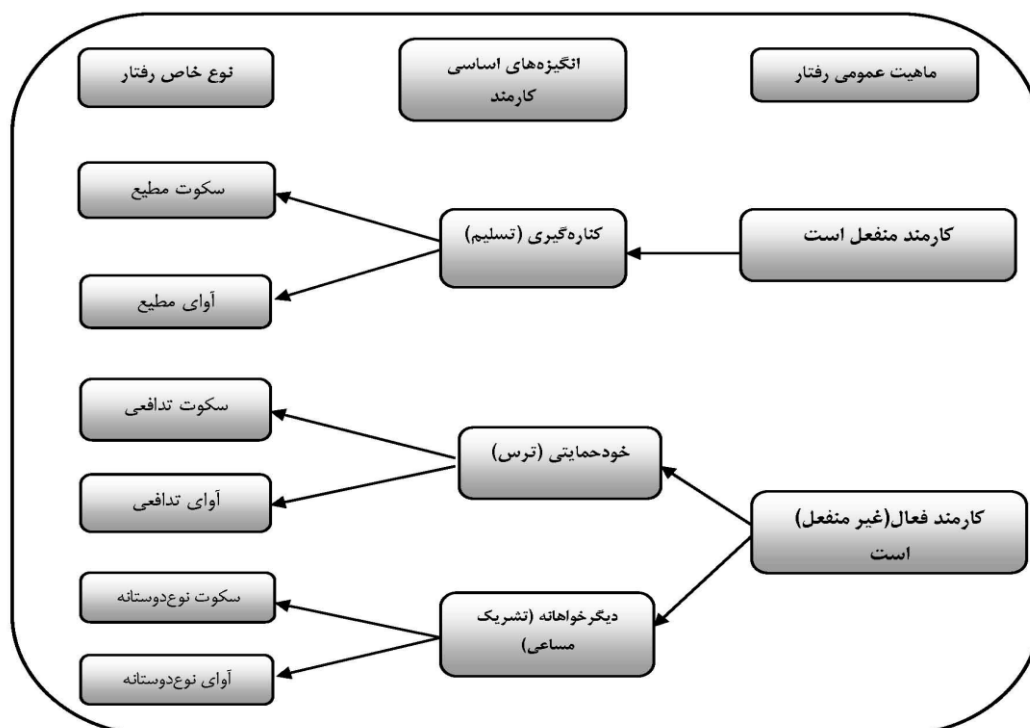 ماهیت عمومی رفتار
انگیزه‌های اساسی
کارمند
نوع خاص رفتار
کارمند منفعل است
کناره‌گیری (تسلیم)
سکوت مطیع
آوای مطیع
کارمند فعال(غیر منفعل)
است
خودحمایتی (ترس)
سکوت تدافعی
آوای تدافعی
دیگرخواهانه (تشریک
مساعی)
سکوت نوع‌دوستانه
آوای نوع‌دوستانه